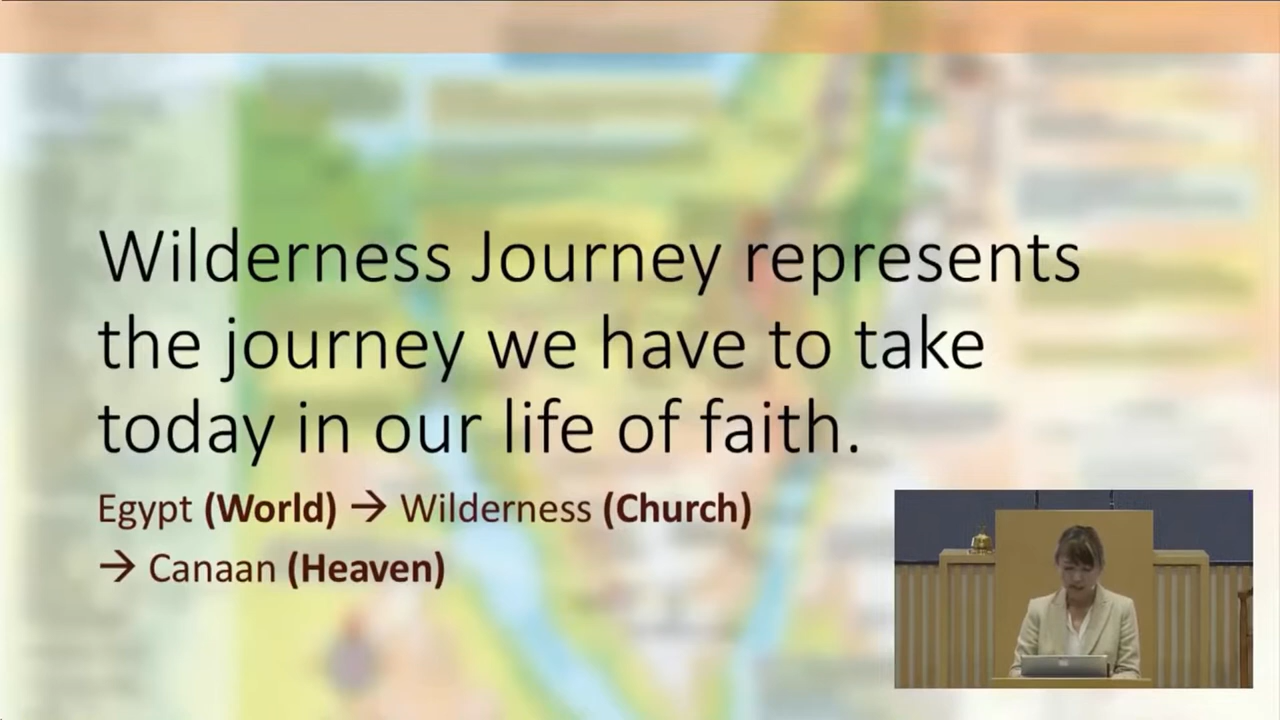 Wilderness Journey represents
the journey we have to take
today in our life of faith.
Egypt (World) → Wilderness (Church)
→ Canaan (Heaven)